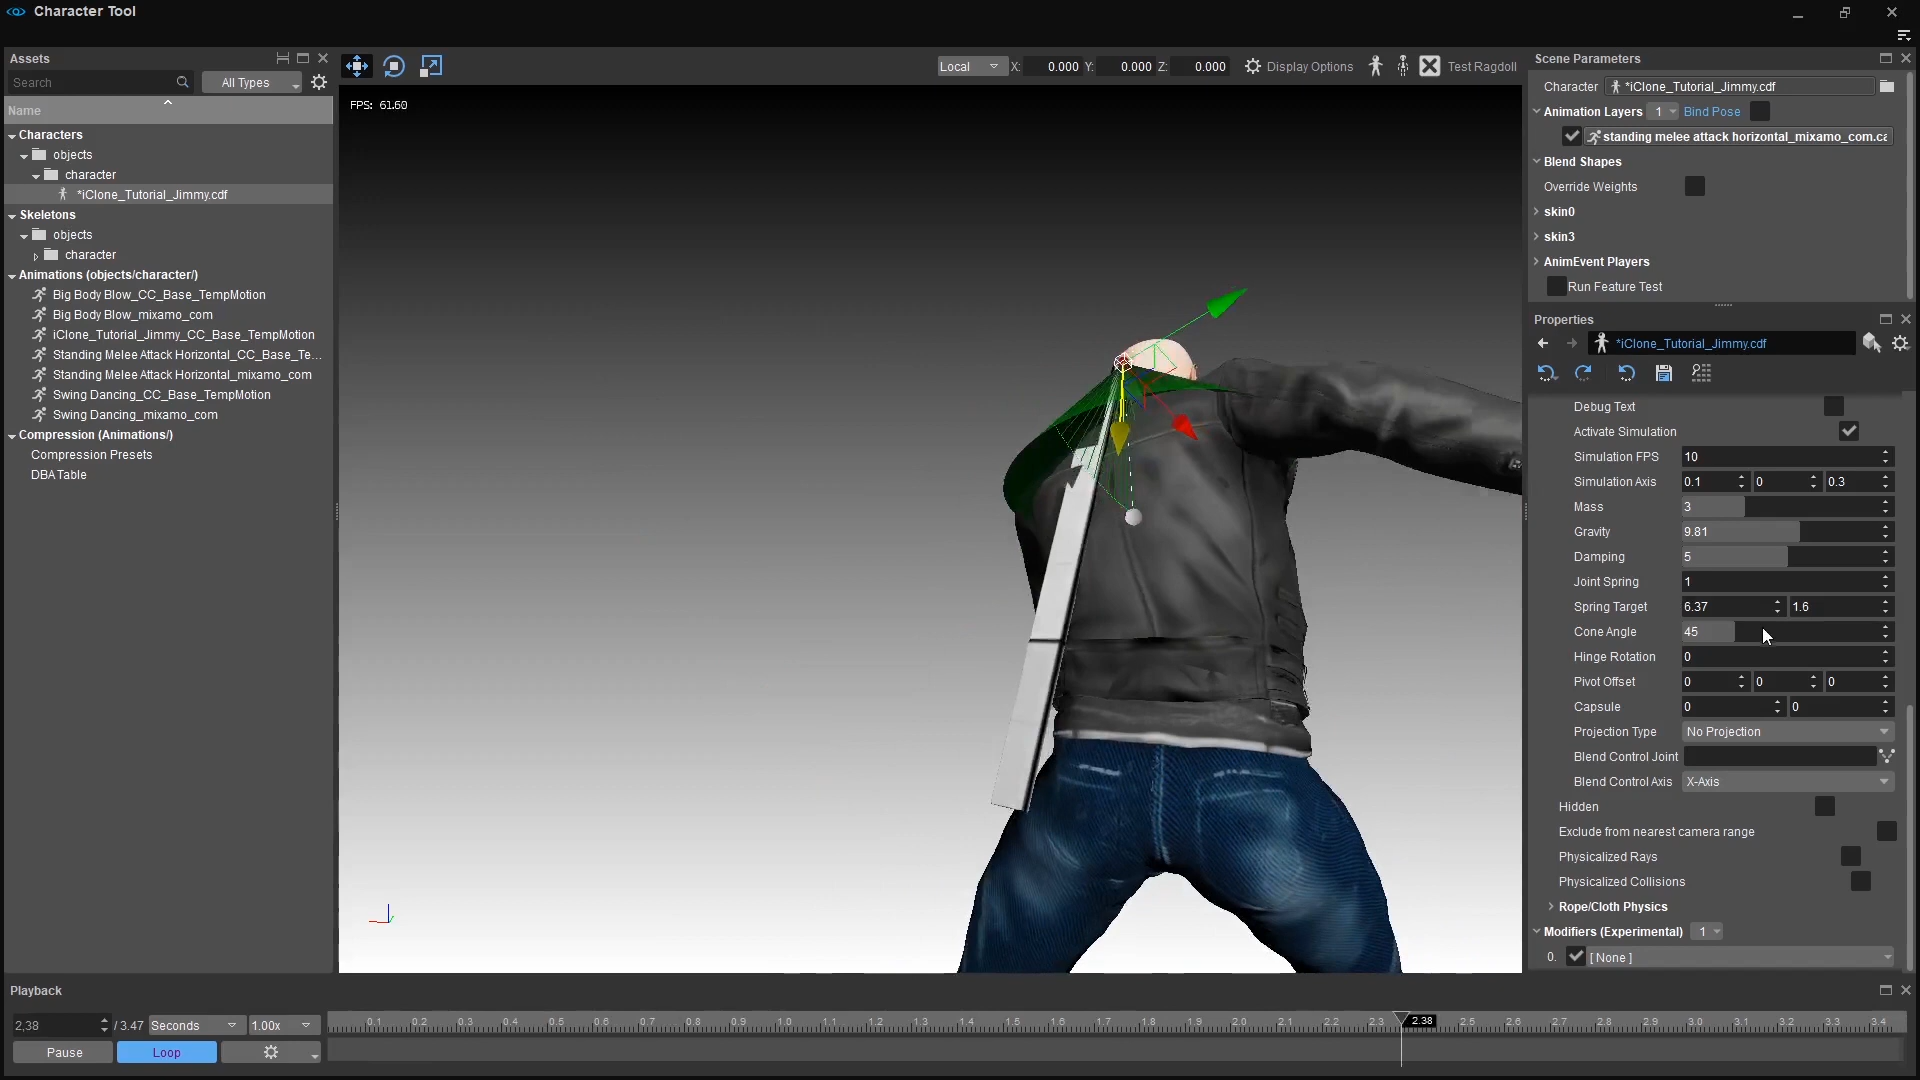 Character Tool
Assets
Search
All Types
Name
Characters
objects
character
*iClone_Tutorial_Jimmy.cdf
Skeletons
objects
character
Animations (objects/character/)
Big Body Blow_CC_Base_TempMotion
Big Body Blow_mixamo_com
iClone_Tutorial_Jimmy_CC_Base_TempMotion
Standing Melee Attack Horizontal_CC_Base_Te...
Standing Melee Attack Horizontal_mixamo_com
Swing Dancing_CC_Base_TempMotion
Swing Dancing_mixamo_com
Compression (Animations/)
Compression Presets
DBA Table
Local X: 0.000 Y: 0.000 Z: 0.000 Display Options Test Ragdoll
FPS: 61.60
Scene Parameters
Character *iClone_Tutorial_Jimmy.cdf
Animation Layers 1 Bind Pose
standing melee attack horizontal_mixamo_com.ca
Blend Shapes
Override Weights
skin0
skin3
AnimEvent Players
Run Feature Test
Properties
*iClone_Tutorial_Jimmy.cdf
Debug Text
Activate Simulation
Simulation FPS 10
Simulation Axis 0.1 0 0.3
Mass 3
Gravity 9.81
Damping 5
Joint Spring 1
Spring Target 6.37 1.6
Cone Angle 45
Hinge Rotation 0
Pivot Offset 0 0 0
Capsule 0 0
Projection Type No Projection
Blend Control Joint
Blend Control Axis X-Axis
Hidden
Exclude from nearest camera range
Physicalized Rays
Physicalized Collisions
Rope/Cloth Physics
Modifiers (Experimental) 1
0. [ None ]
Playback
2,38 / 3.47 Seconds 1.00x
0.1 0.2 0.3 0.4 0.5 0.6 0.7 0.8 0.9 1.0 1.1 1.2 1.3 1.4 1.5 1.6 1.7 1.8 1.9 2.0 2.1 2.2 2.3 2.38 2.5 2.6 2.7 2.8 2.9 3.0 3.1 3.2 3.3 3.4
Pause Loop